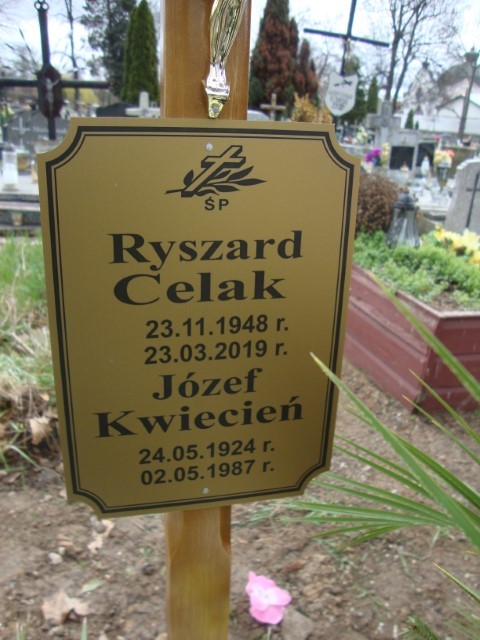 ŚP
Ryszard
Celak
23.11.1948 r.
23.03.2019 r.
Józef
Kwiecień
24.05.1924 r.
02.05.1987 r.